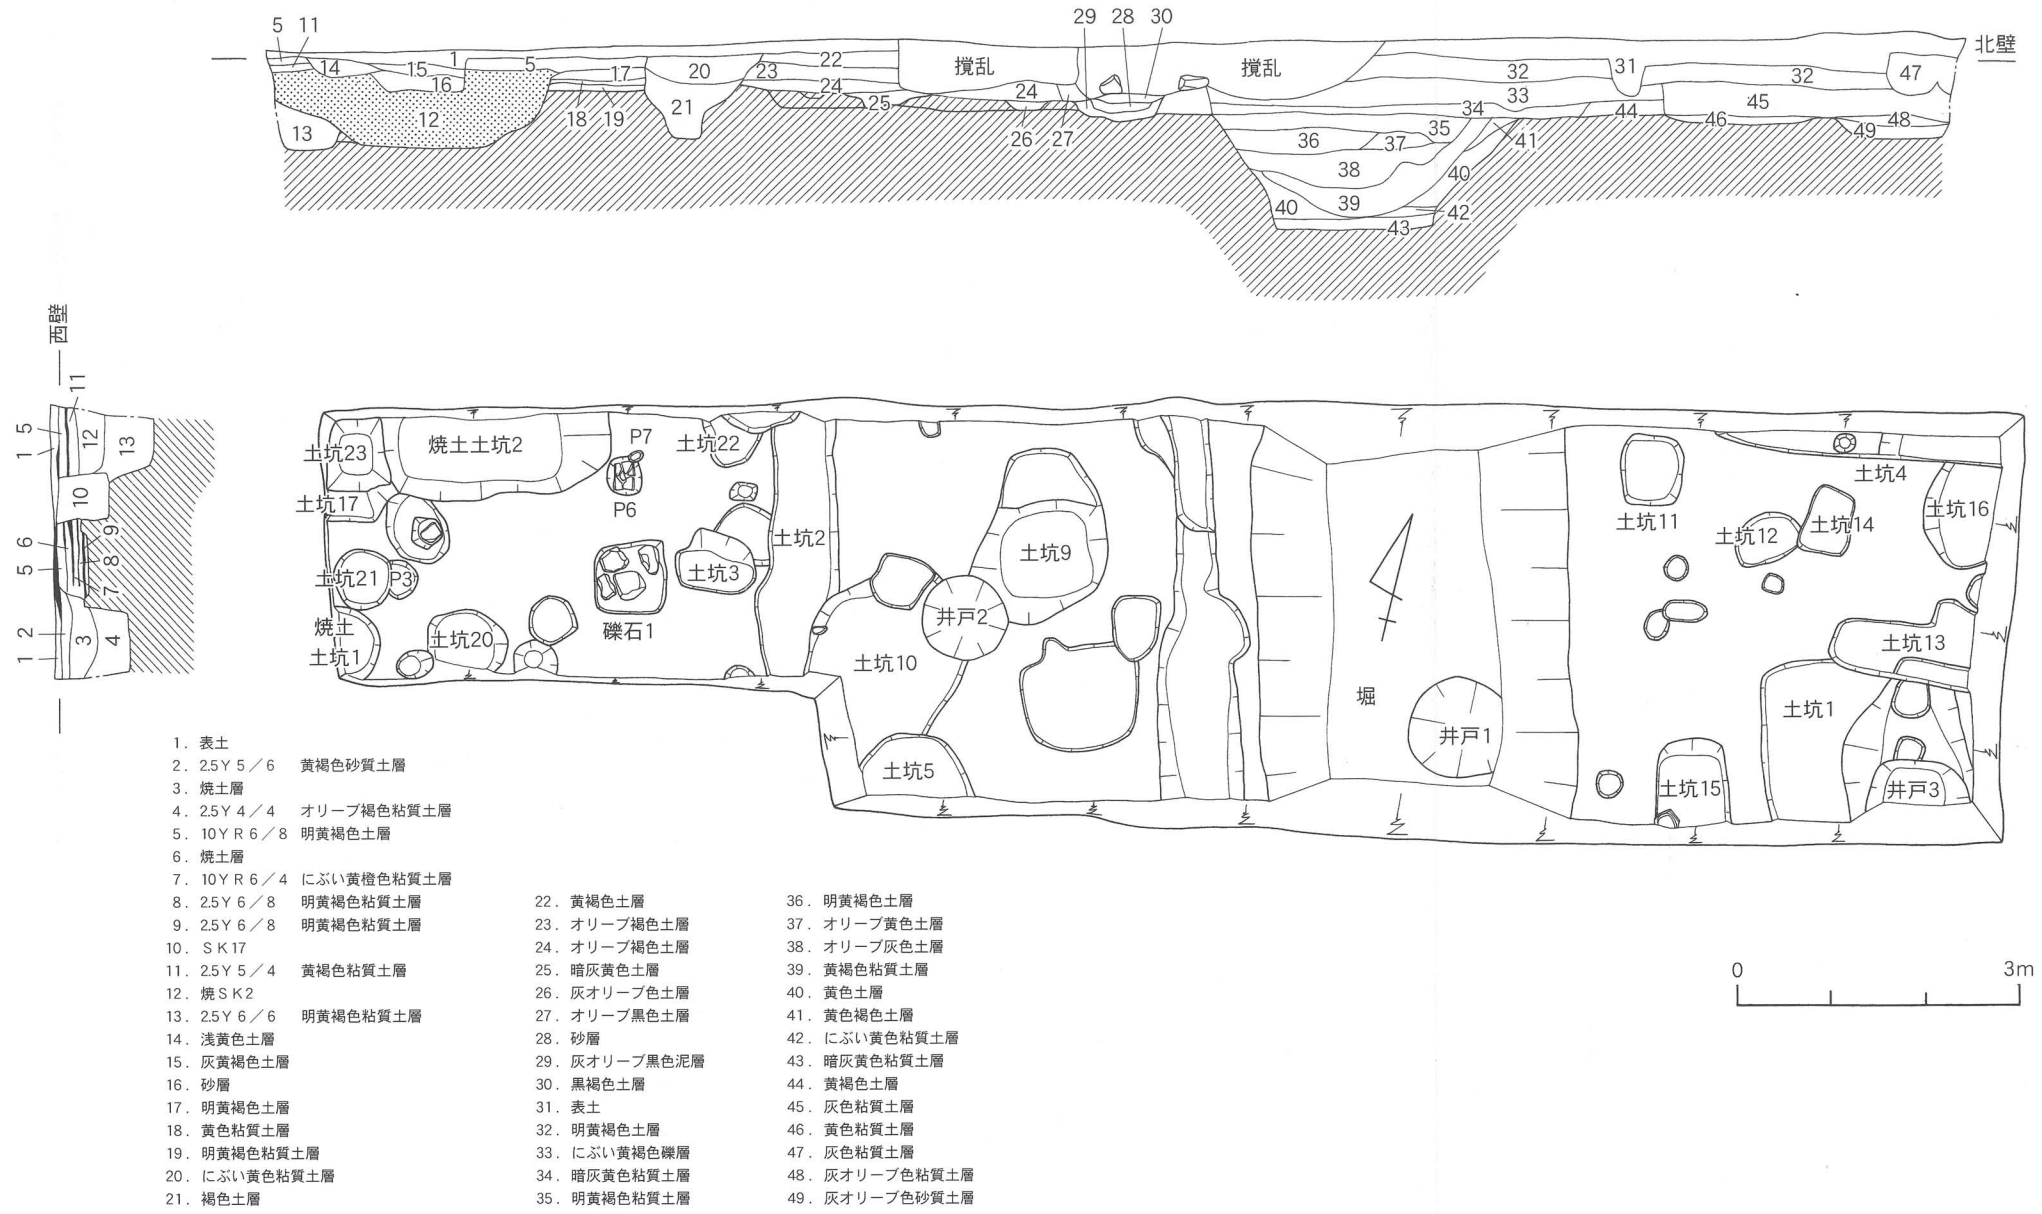 5 11
29 28 30
北壁
14 15 1 5 17 20 23 22 撹乱 撹乱 32 31 32 47
16 24 24 33 45
12 21 25 34 44
13 18 19 26 27 36 37 35 41 46 49 48
38 40
40 39 42
43
西壁
11
5
1
12
13
10
6
5
9
8
7
2
1
3
4
土坑23
焼土土坑2
P7
土坑22
土坑17
P6
土坑2
土坑21
P3
土坑3
礫石1
焼土
土坑1
土坑20
土坑9
井戸2
土坑10
土坑5
堀
井戸1
土坑11
土坑4
土坑12
土坑14
土坑16
土坑13
土坑1
土坑15
井戸3
1. 表土
2. 2.5Y 5/6 黄褐色砂質土層
3. 焼土層
4. 2.5Y 4/4 オリーブ褐色粘質土層
5. 10YR6/8 明黄褐色土層
6. 焼土層
7. 10YR6/4 にぶい黄橙色粘質土層
8. 2.5Y 6/8 明黄褐色粘質土層
9. 2.5Y 6/8 明黄褐色粘質土層
10. SK17
11. 2.5Y 5/4 黄褐色粘質土層
12. 焼SK2
13. 2.5Y 6/6 明黄褐色粘質土層
14. 浅黄色土層
15. 灰黄褐色土層
16. 砂層
17. 明黄褐色土層
18. 黄色粘質土層
19. 明黄褐色粘質土層
20. にぶい黄色粘質土層
21. 褐色土層
22. 黄褐色土層
23. オリーブ褐色土層
24. オリーブ褐色土層
25. 暗灰黄色土層
26. 灰オリーブ色土層
27. オリーブ黒色土層
28. 砂層
29. 灰オリーブ黒色泥層
30. 黒褐色土層
31. 表土
32. 明黄褐色土層
33. にぶい黄褐色礫層
34. 暗灰黄色粘質土層
35. 明黄褐色粘質土層
36. 明黄褐色土層
37. オリーブ黄色土層
38. オリーブ灰色土層
39. 黄褐色粘質土層
40. 黄色土層
41. 黄色褐色土層
42. にぶい黄色粘質土層
43. 暗灰黄色粘質土層
44. 黄褐色土層
45. 灰色粘質土層
46. 黄色粘質土層
47. 灰色粘質土層
48. 灰オリーブ色粘質土層
49. 灰オリーブ色砂質土層
0 3m